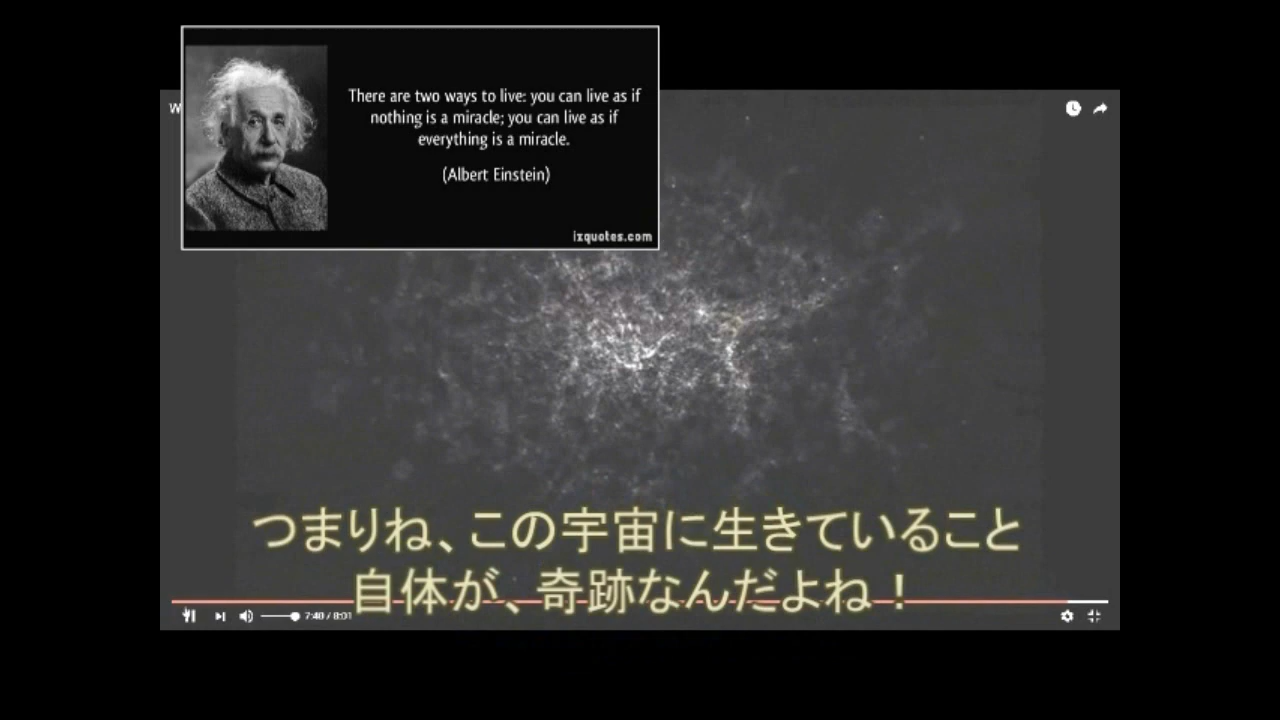 There are two ways to live: you can live as if
nothing is a miracle; you can live as if
everything is a miracle.
(Albert Einstein)
izquotes.com
W
つまりね、この宇宙に生きていること
自体が、奇跡なんだよね！
7:40 / 8:01